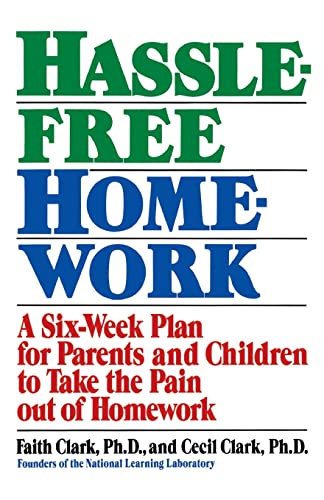 HASSLE-
FREE
HOME-
WORK
A Six-Week Plan
for Parents and Children
to Take the Pain
out of Homework
Faith Clark, Ph.D., and Cecil Clark, Ph.D.
Founders of the National Learning Laboratory